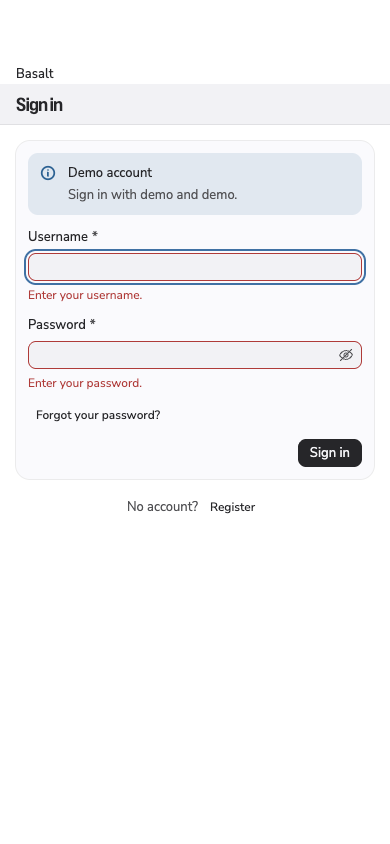 Basalt
Sign in
Demo account
Sign in with demo and demo.
Username *
Enter your username.
Password *
Enter your password.
Forgot your password?
Sign in
No account? Register